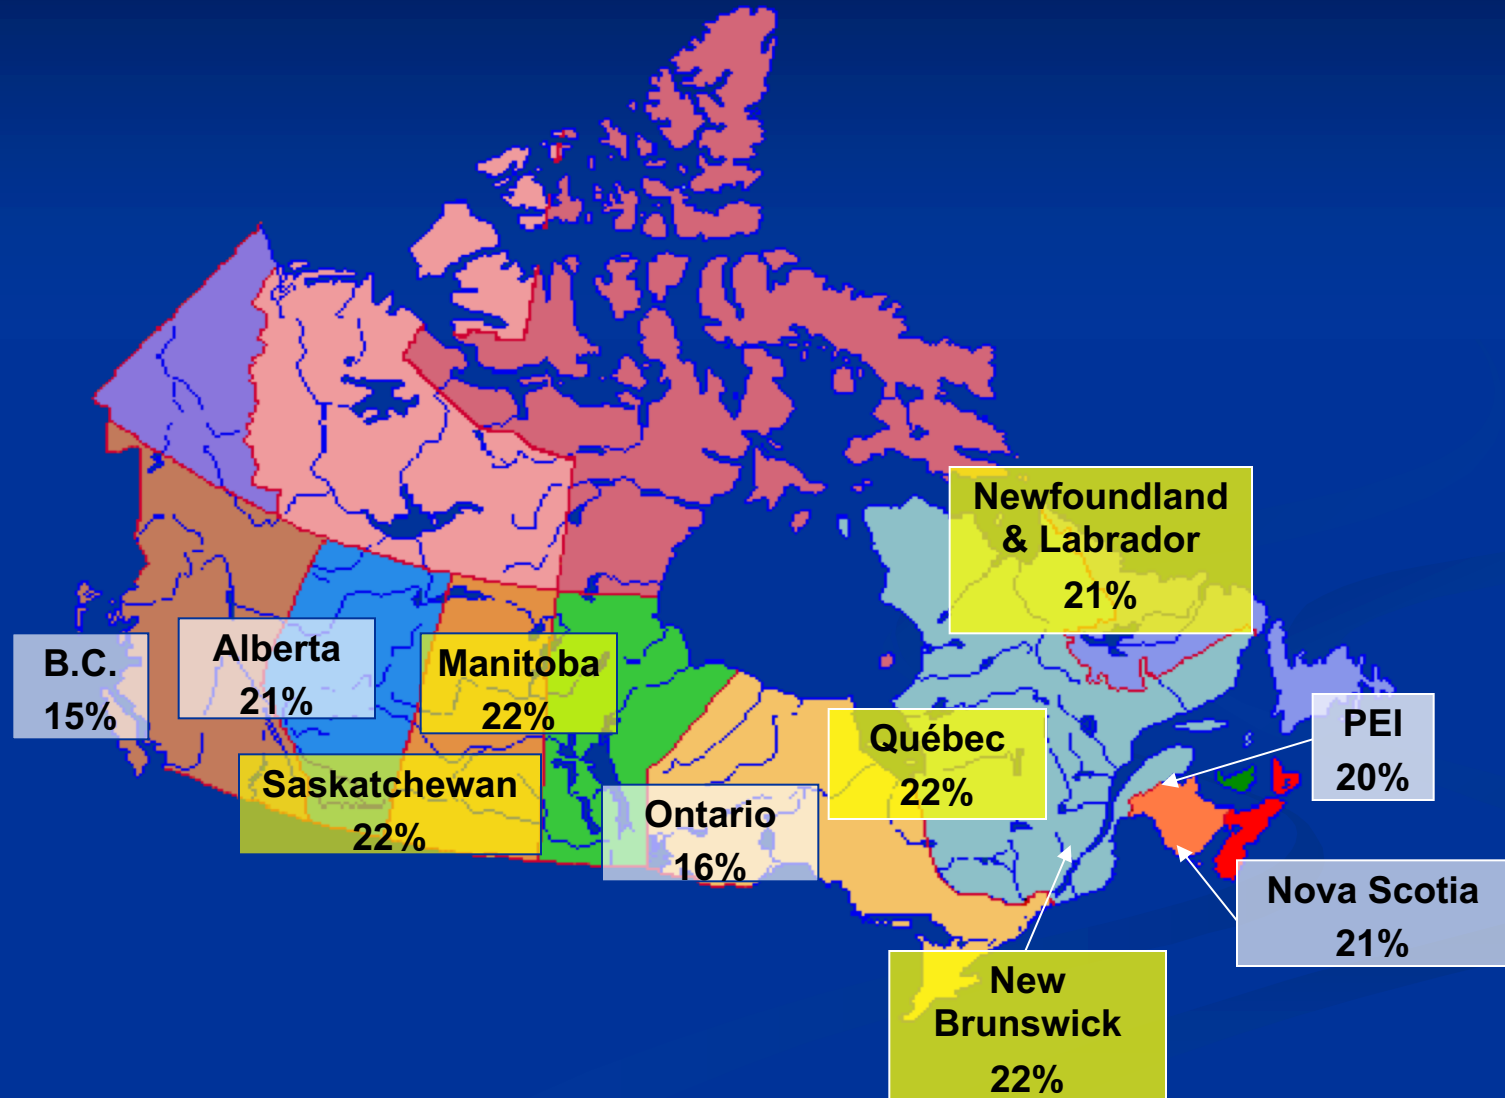 Newfoundland
& Labrador
21%
B.C.
15%
Alberta
21%
Manitoba
22%
Saskatchewan
22%
Ontario
16%
Québec
22%
PEI
20%
Nova Scotia
21%
New
Brunswick
22%